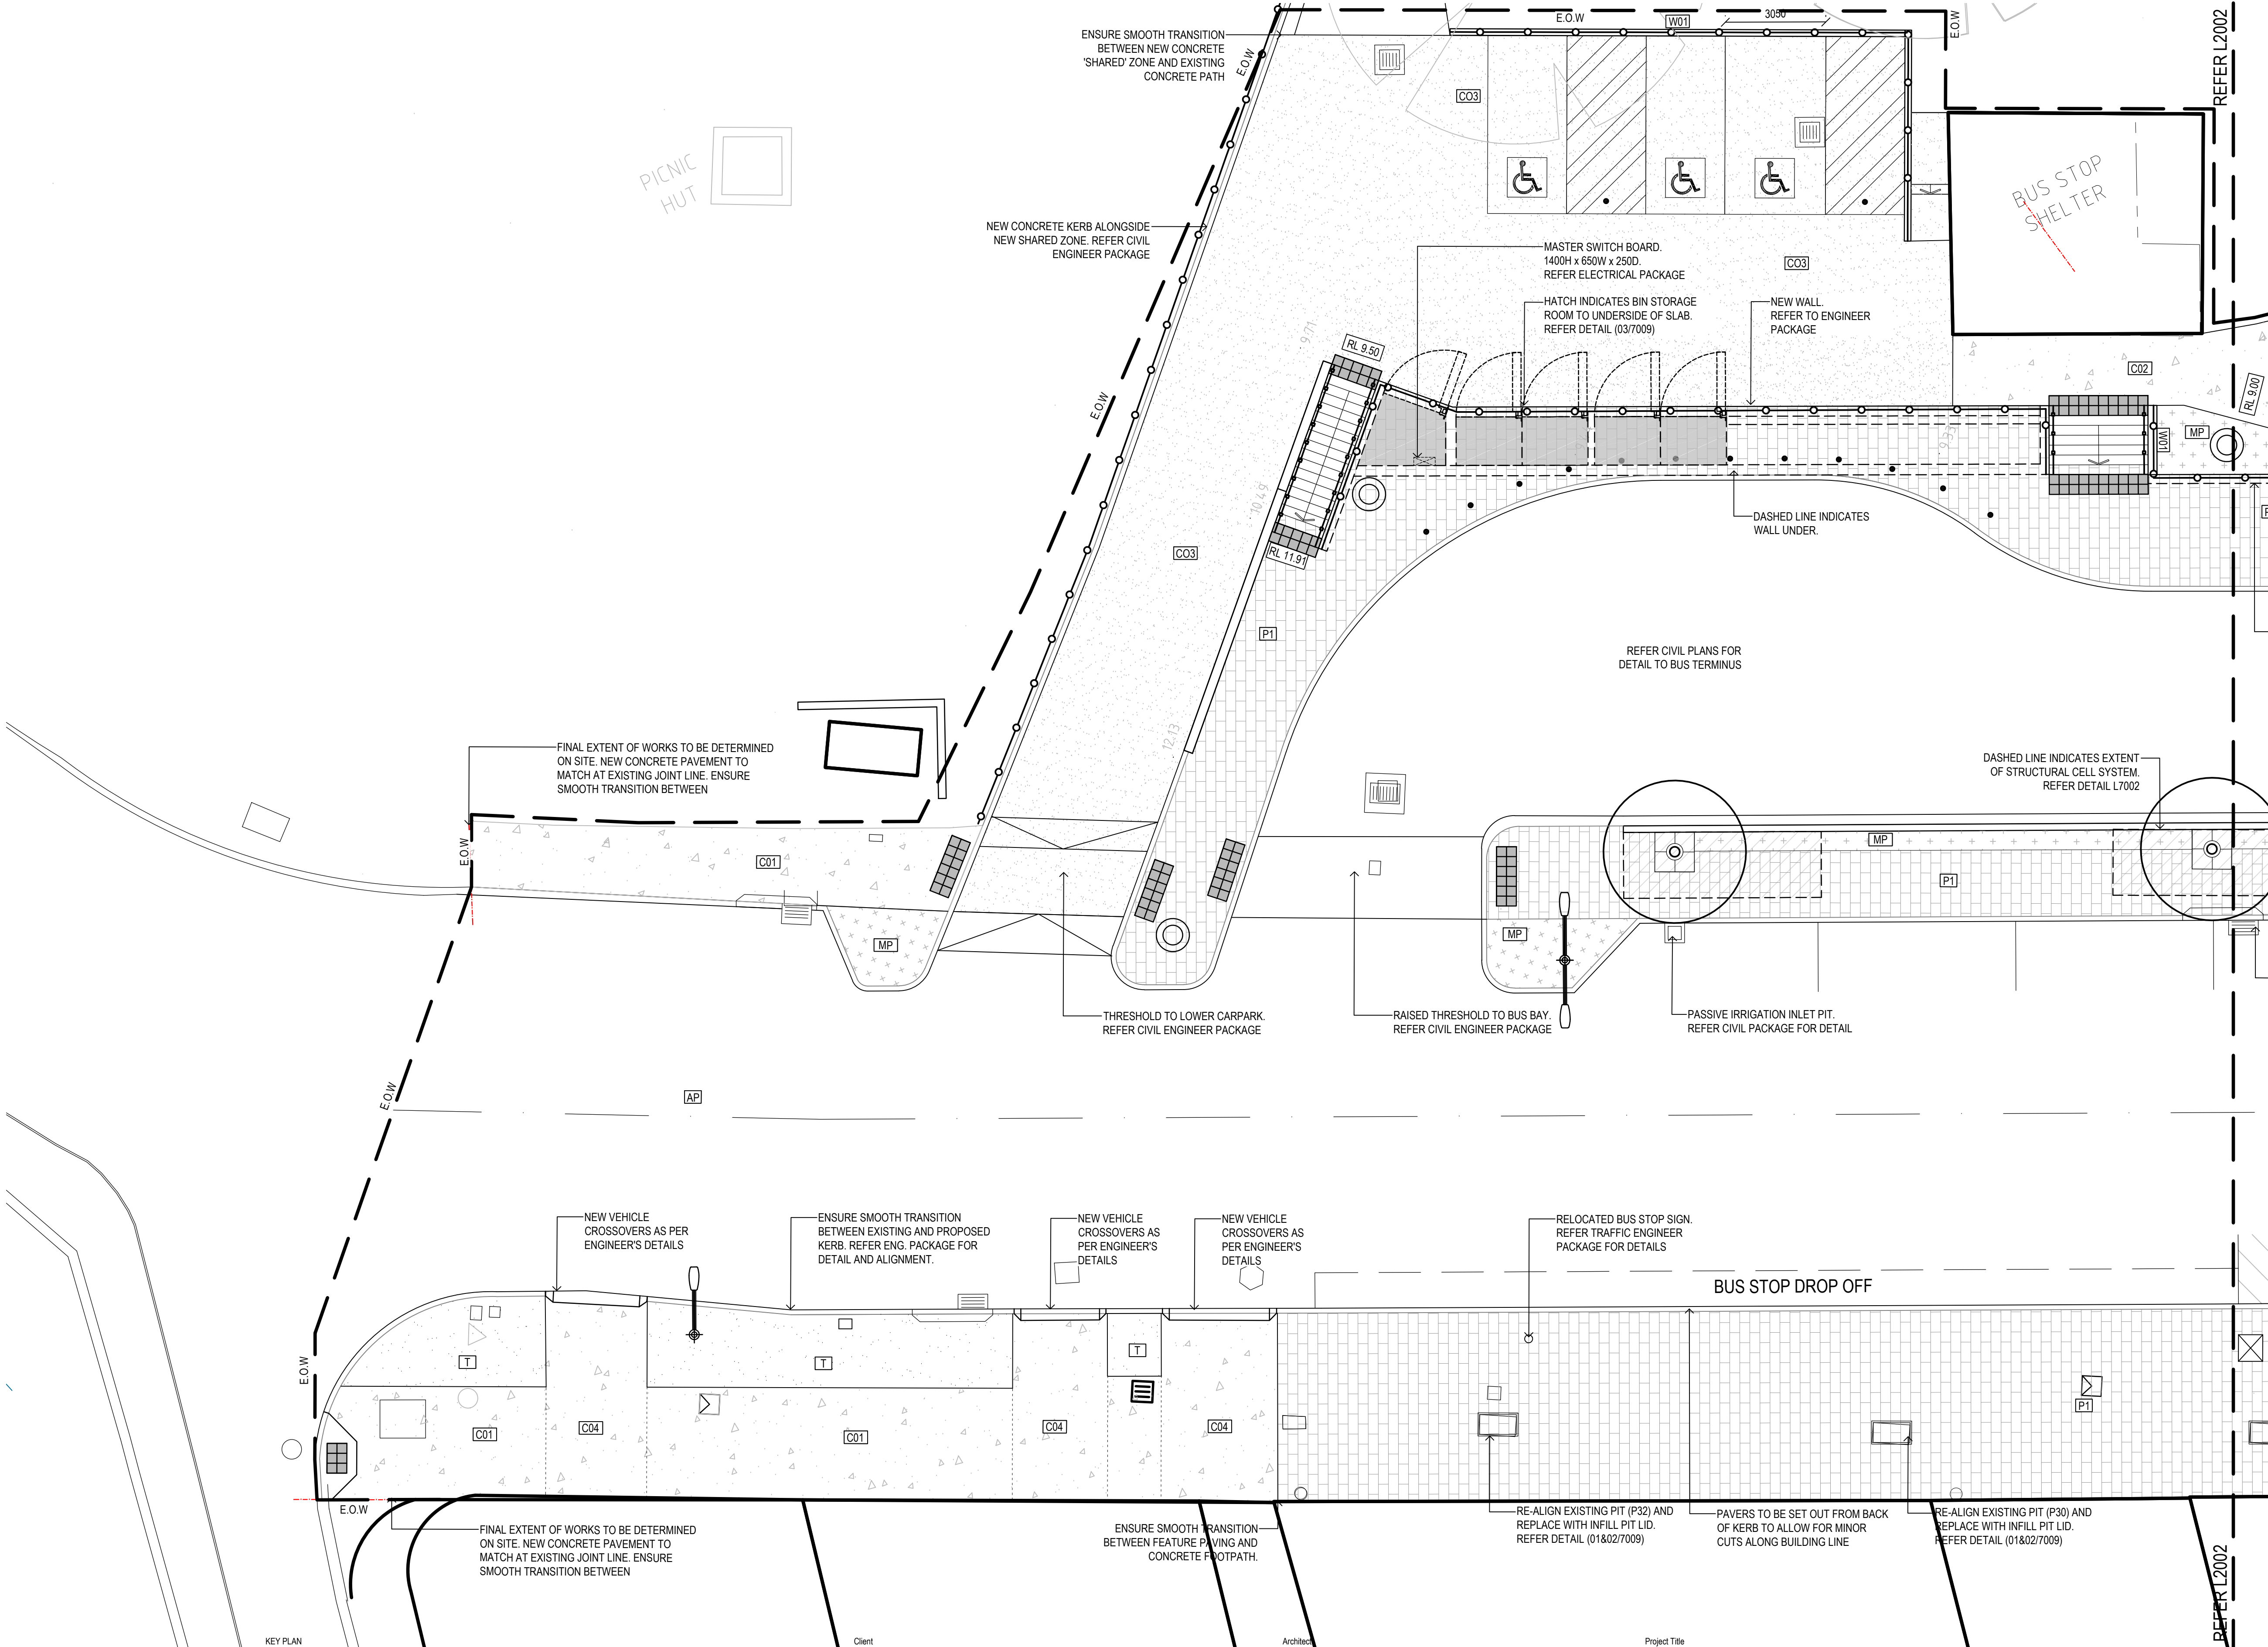 ENSURE SMOOTH TRANSITION
BETWEEN NEW CONCRETE
'SHARED' ZONE AND EXISTING
CONCRETE PATH
E.O.W
E.O.W
W01
3050
E.O.W
REFER L2002
CO3
PICNIC
HUT
BUS STOP
SHELTER
NEW CONCRETE KERB ALONGSIDE
NEW SHARED ZONE. REFER CIVIL
ENGINEER PACKAGE
MASTER SWITCH BOARD.
1400H x 650W x 250D.
REFER ELECTRICAL PACKAGE
CO3
HATCH INDICATES BIN STORAGE
ROOM TO UNDERSIDE OF SLAB.
REFER DETAIL (03/7009)
NEW WALL.
REFER TO ENGINEER
PACKAGE
9.71
RL 9.50
C02
RL 9.00
E.O.W
MP
W01
9.33
10.49
DASHED LINE INDICATES
WALL UNDER.
CO3
RL 11.91
P1
REFER CIVIL PLANS FOR
DETAIL TO BUS TERMINUS
12.13
FINAL EXTENT OF WORKS TO BE DETERMINED
ON SITE. NEW CONCRETE PAVEMENT TO
MATCH AT EXISTING JOINT LINE. ENSURE
SMOOTH TRANSITION BETWEEN
DASHED LINE INDICATES EXTENT
OF STRUCTURAL CELL SYSTEM.
REFER DETAIL L7002
E.O.W
C01
MP
P1
MP
MP
THRESHOLD TO LOWER CARPARK.
REFER CIVIL ENGINEER PACKAGE
RAISED THRESHOLD TO BUS BAY.
REFER CIVIL ENGINEER PACKAGE
PASSIVE IRRIGATION INLET PIT.
REFER CIVIL PACKAGE FOR DETAIL
E.O.W
AP
NEW VEHICLE
CROSSOVERS AS PER
ENGINEER'S DETAILS
ENSURE SMOOTH TRANSITION
BETWEEN EXISTING AND PROPOSED
KERB. REFER ENG. PACKAGE FOR
DETAIL AND ALIGNMENT.
NEW VEHICLE
CROSSOVERS AS
PER ENGINEER'S
DETAILS
NEW VEHICLE
CROSSOVERS AS
PER ENGINEER'S
DETAILS
RELOCATED BUS STOP SIGN.
REFER TRAFFIC ENGINEER
PACKAGE FOR DETAILS
BUS STOP DROP OFF
E.O.W
T
T
T
C01
C04
C01
C04
C04
P1
E.O.W
FINAL EXTENT OF WORKS TO BE DETERMINED
ON SITE. NEW CONCRETE PAVEMENT TO
MATCH AT EXISTING JOINT LINE. ENSURE
SMOOTH TRANSITION BETWEEN
ENSURE SMOOTH TRANSITION
BETWEEN FEATURE PAVING AND
CONCRETE FOOTPATH.
RE-ALIGN EXISTING PIT (P32) AND
REPLACE WITH INFILL PIT LID.
REFER DETAIL (01&02/7009)
PAVERS TO BE SET OUT FROM BACK
OF KERB TO ALLOW FOR MINOR
CUTS ALONG BUILDING LINE
RE-ALIGN EXISTING PIT (P30) AND
REPLACE WITH INFILL PIT LID.
REFER DETAIL (01&02/7009)
REFER L2002
KEY PLAN
Client
Architect
Project Title